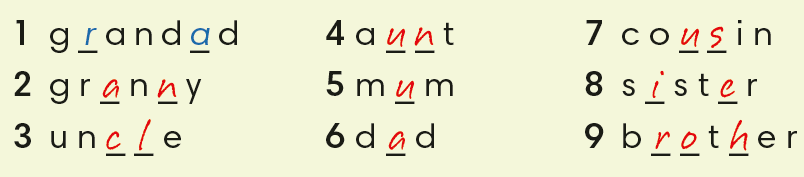 1 grandad
2 granny
3 uncle
4 aunt
5 mum
6 dad
7 cousin
8 sister
9 brother